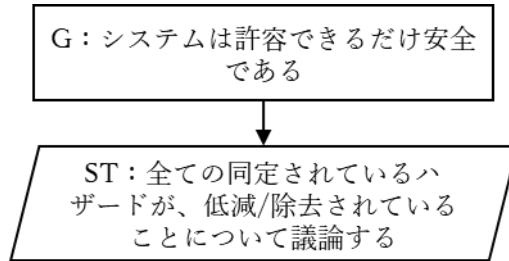 G：システムは許容できるだけ安全
である
ST：全ての同定されているハ
ザードが、低減/除去されている
ことについて議論する